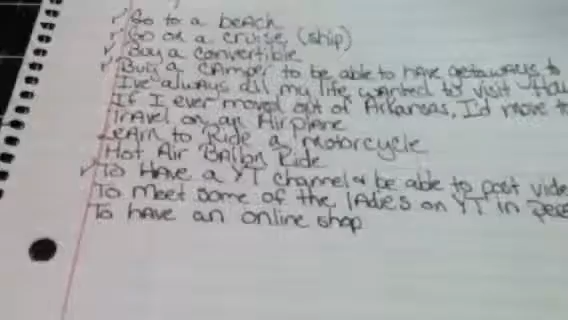 ✓ Go to a beach
✓ Go on a cruise (ship)
✓ Buy a convertible
✓ Buy a camper to be able to have getaways to
I've always all my life wanted to visit
If I ever moved out of Arkansas, I'd move to
Travel on an Airplane
Learn to Ride a motorcycle
Hot Air Ride
✓ To Have a YT channel & be able to post
To meet some of the ladies on YT in
To have an online shop